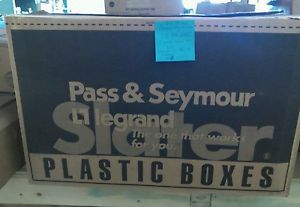 Pass & Seymour
legrand
Slater
The one that works
for you.
PLASTIC BOXES